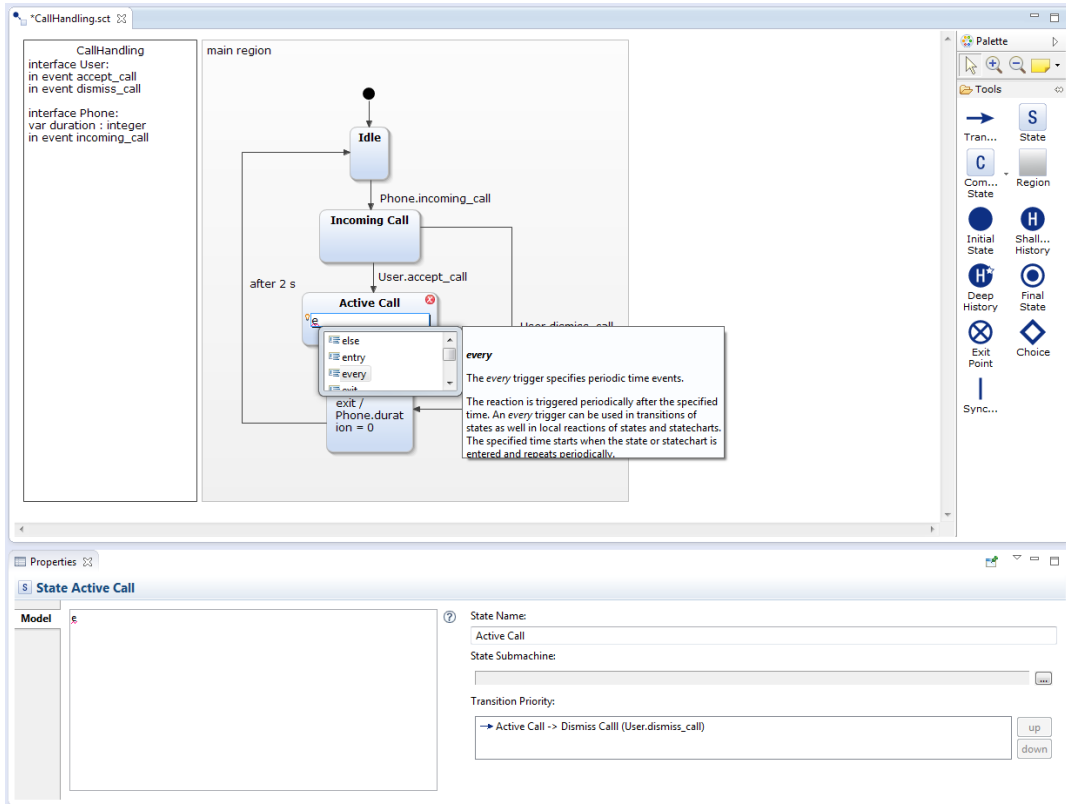 *CallHandling.sct
CallHandling
interface User:
in event accept_call
in event dismiss_call
interface Phone:
var duration : integer
in event incoming_call
main region
Idle
Phone.incoming_call
Incoming Call
User.accept_call
after 2 s
Active Call
e
User.dismiss_call
else
entry
every
exit
every
The every trigger specifies periodic time events.
The reaction is triggered periodically after the specified
time. An every trigger can be used in transitions of
states as well in local reactions of states and statecharts.
The specified time starts when the state or statechart is
entered and repeats periodically.
exit /
Phone.durat
ion = 0
Palette
Tools
Tran...
State
S
C
Com...
State
Region
Initial
State
H
Shall...
History
H
Deep
History
Final
State
Exit
Point
Choice
Sync...
Properties
S State Active Call
Model
e
State Name:
Active Call
State Submachine:
...
Transition Priority:
Active Call -> Dismiss Calll (User.dismiss_call)
up
down